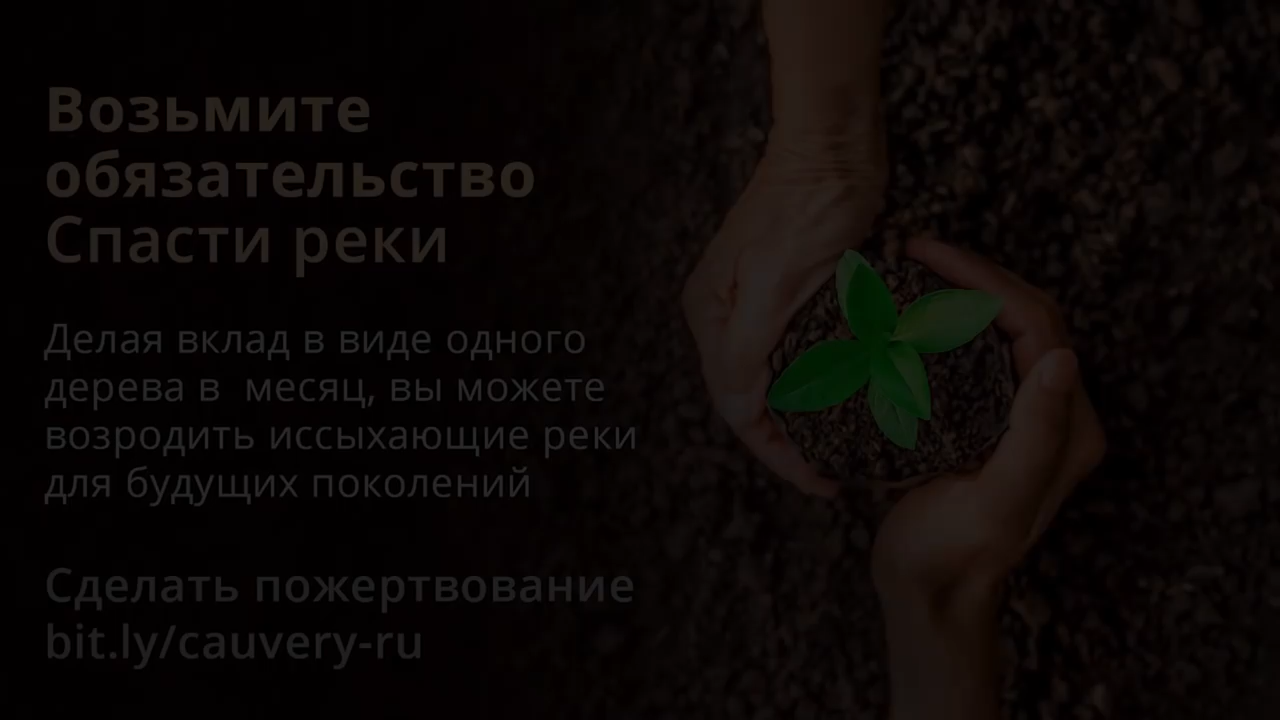 Возьмите
обязательство
Спасти реки
Делая вклад в виде одного
дерева в  месяц, вы можете
возродить иссыхающие реки
для будущих поколений
Сделать пожертвование
bit.ly/cauvery-ru